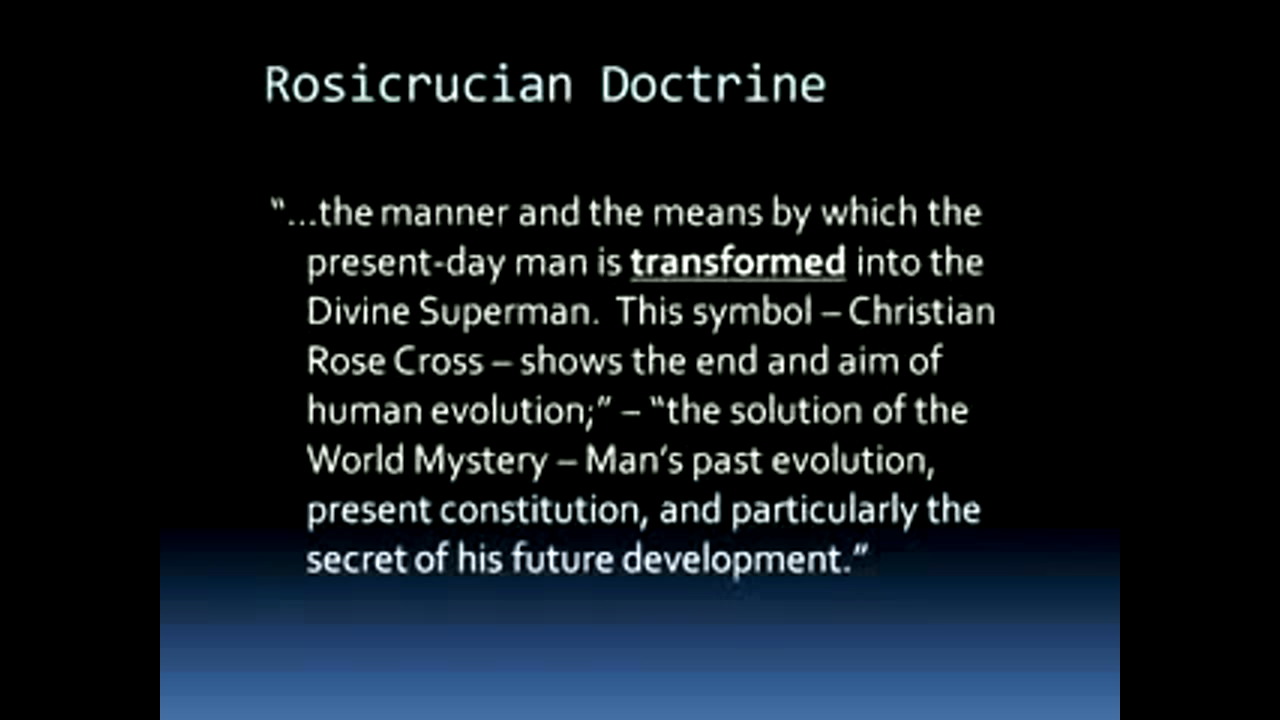 Rosicrucian Doctrine
“…the manner and the means by which the
present-day man is transformed into the
Divine Superman.  This symbol – Christian
Rose Cross – shows the end and aim of
human evolution;” – “the solution of the
World Mystery – Man’s past evolution,
present constitution, and particularly the
secret of his future development.”